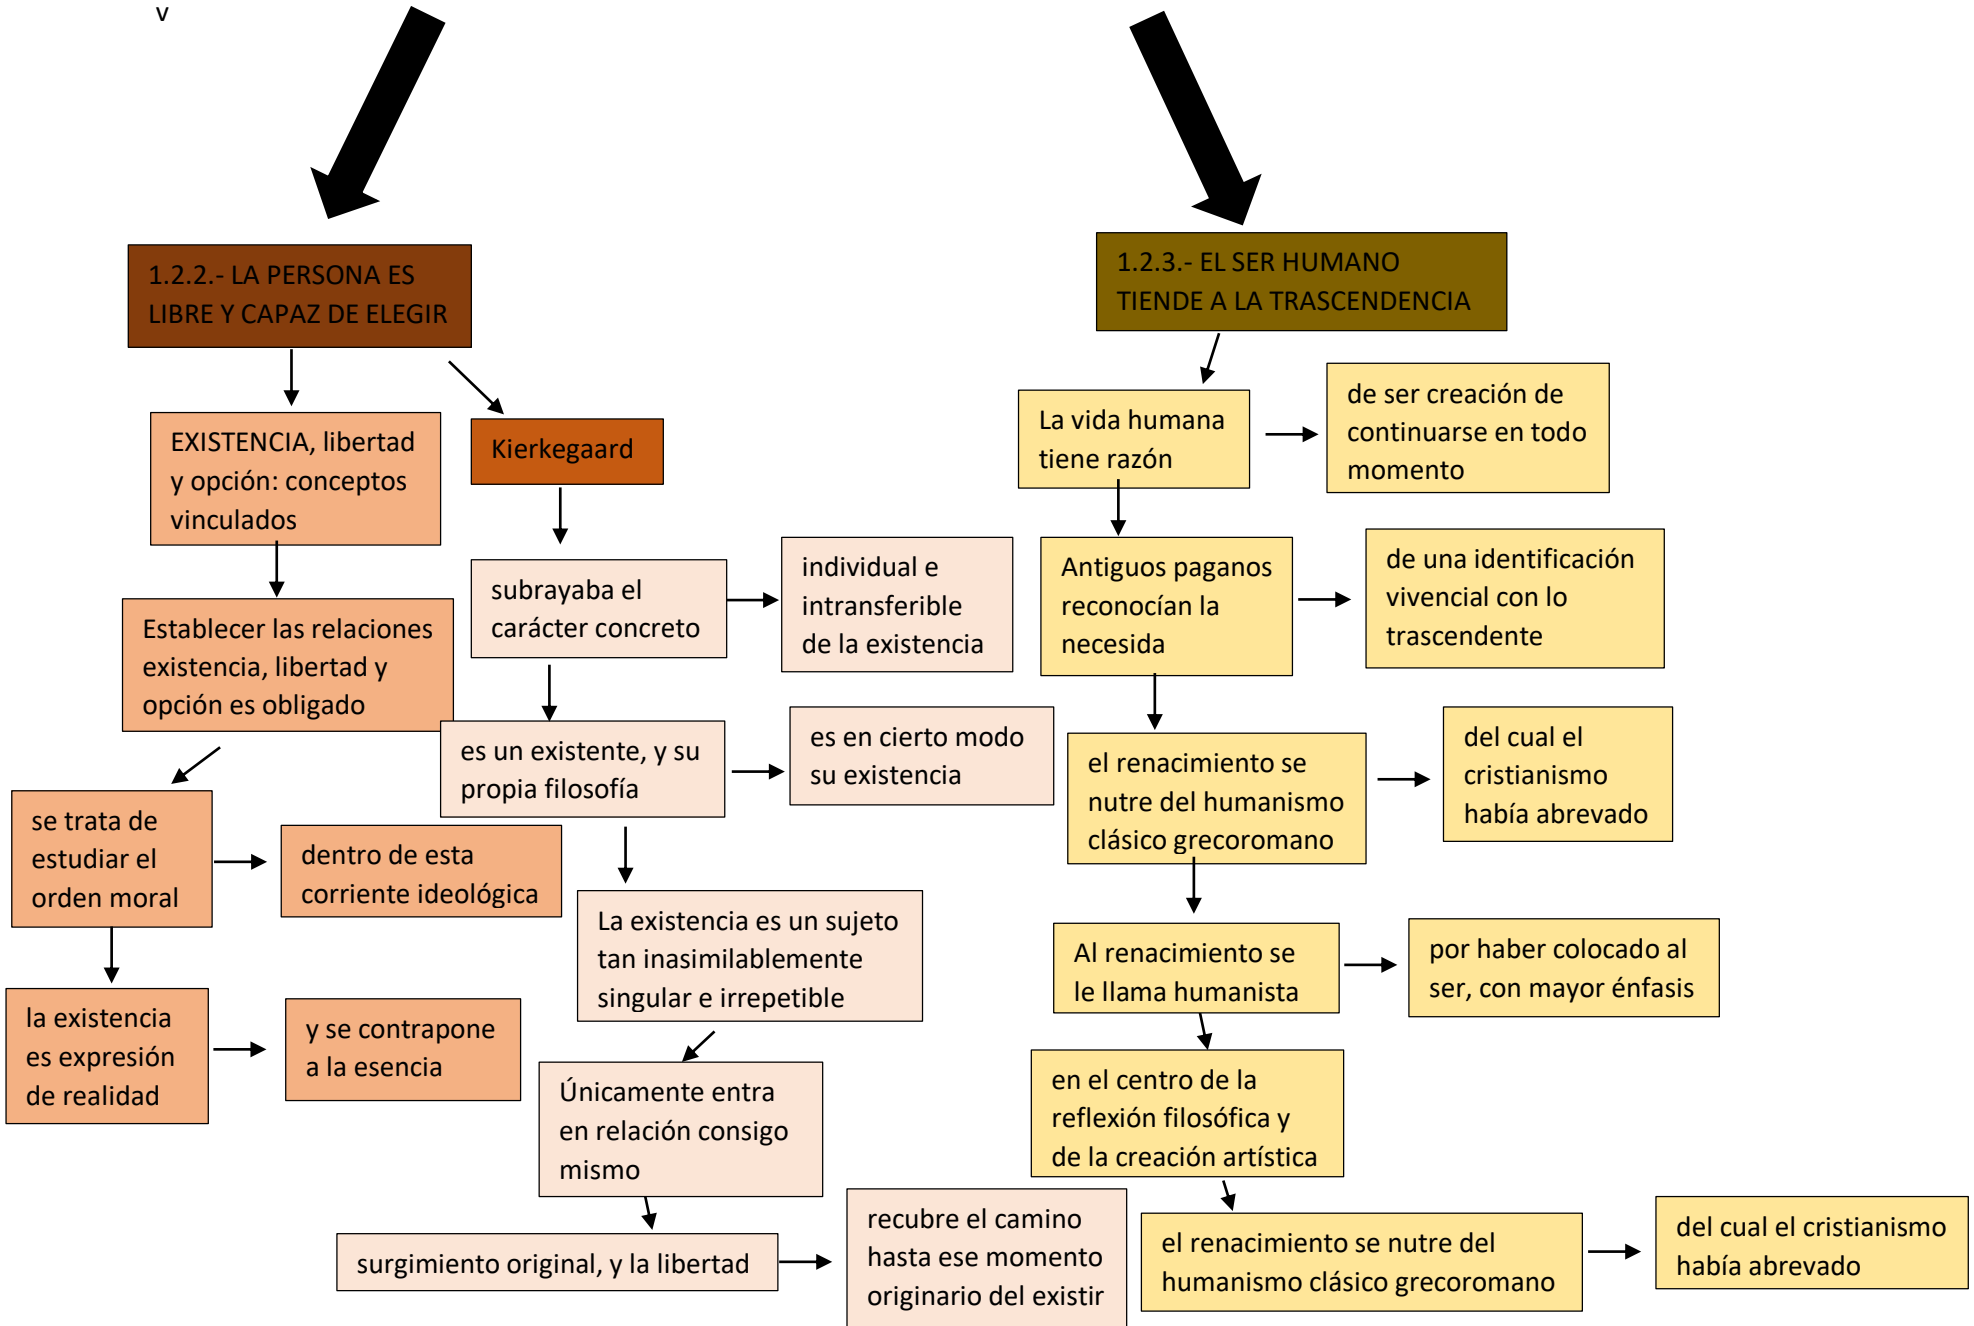 v
1.2.2.- LA PERSONA ES
LIBRE Y CAPAZ DE ELEGIR
EXISTENCIA, libertad
y opción: conceptos
vinculados
Establecer las relaciones
existencia, libertad y
opción es obligado
se trata de
estudiar el
orden moral
dentro de esta
corriente ideológica
la existencia
es expresión
de realidad
y se contrapone
a la esencia
Kierkegaard
subrayaba el
carácter concreto
individual e
intransferible
de la existencia
es un existente, y su
propia filosofía
es en cierto modo
su existencia
La existencia es un sujeto
tan inasimilablemente
singular e irrepetible
Únicamente entra
en relación consigo
mismo
surgimiento original, y la libertad
recubre el camino
hasta ese momento
originario del existir
1.2.3.- EL SER HUMANO
TIENDE A LA TRASCENDENCIA
La vida humana
tiene razón
de ser creación de
continuarse en todo
momento
Antiguos paganos
reconocían la
necesida
de una identificación
vivencial con lo
trascendente
el renacimiento se
nutre del humanismo
clásico grecoromano
del cual el
cristianismo
había abrevado
Al renacimiento se
le llama humanista
por haber colocado al
ser, con mayor énfasis
en el centro de la
reflexión filosófica y
de la creación artística
el renacimiento se nutre del
humanismo clásico grecoromano
del cual el cristianismo
había abrevado